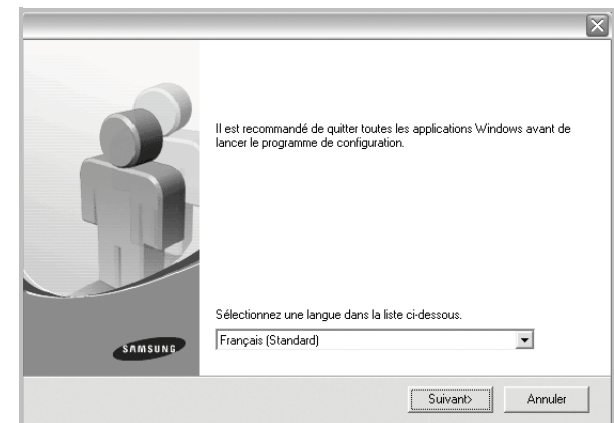 Il est recommandé de quitter toutes les applications Windows avant de
lancer le programme de configuration.
Sélectionnez une langue dans la liste ci-dessous.
Français (Standard)
SAMSUNG
Suivant>
Annuler